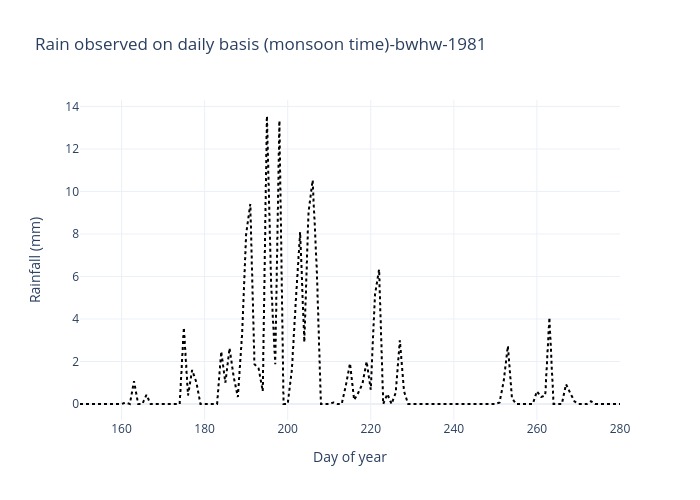 Rain observed on daily basis (monsoon time)-bwhw-1981
14
12
10
8
6
4
2
0
Rainfall (mm)
160 180 200 220 240 260 280
Day of year